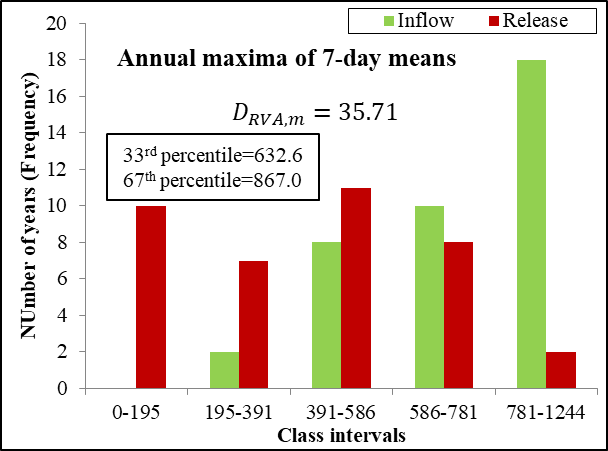 Inflow Release
Annual maxima of 7-day means
D_RVA,m = 35.71
33rd percentile=632.6
67th percentile=867.0
NUmber of years (Frequency)
20
18
16
14
12
10
8
6
4
2
0
0-195 195-391 391-586 586-781 781-1244
Class intervals